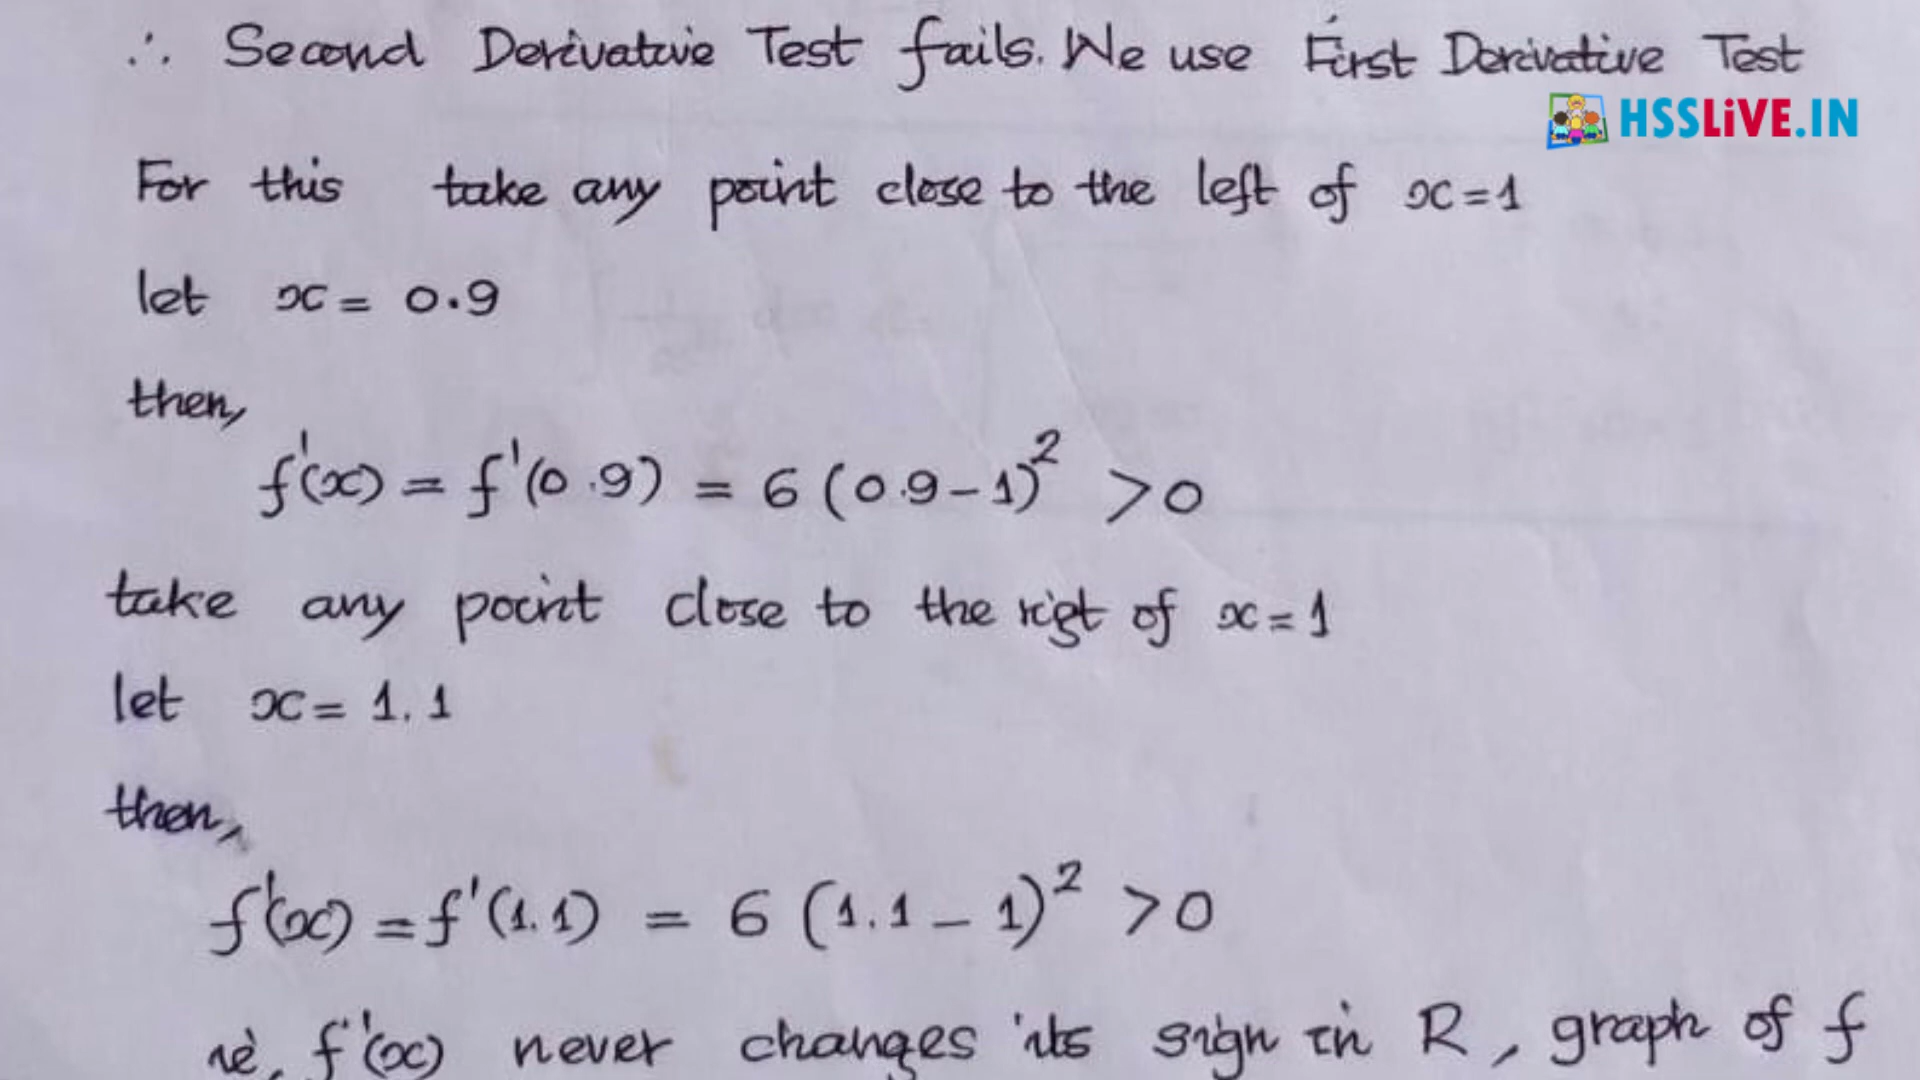 ∴ Second Derivative Test fails. We use First Derivative Test
HSSLiVE.IN
For this take any point close to the left of x=1
let x= 0.9
then,
f'(x) = f'(0.9) = 6(0.9-1)² >0
take any point close to the rigt of x=1
let x= 1.1
then,
f'(x) = f'(1.1) = 6(1.1-1)² >0
ie, f'(x) never changes its sign in R, graph of f